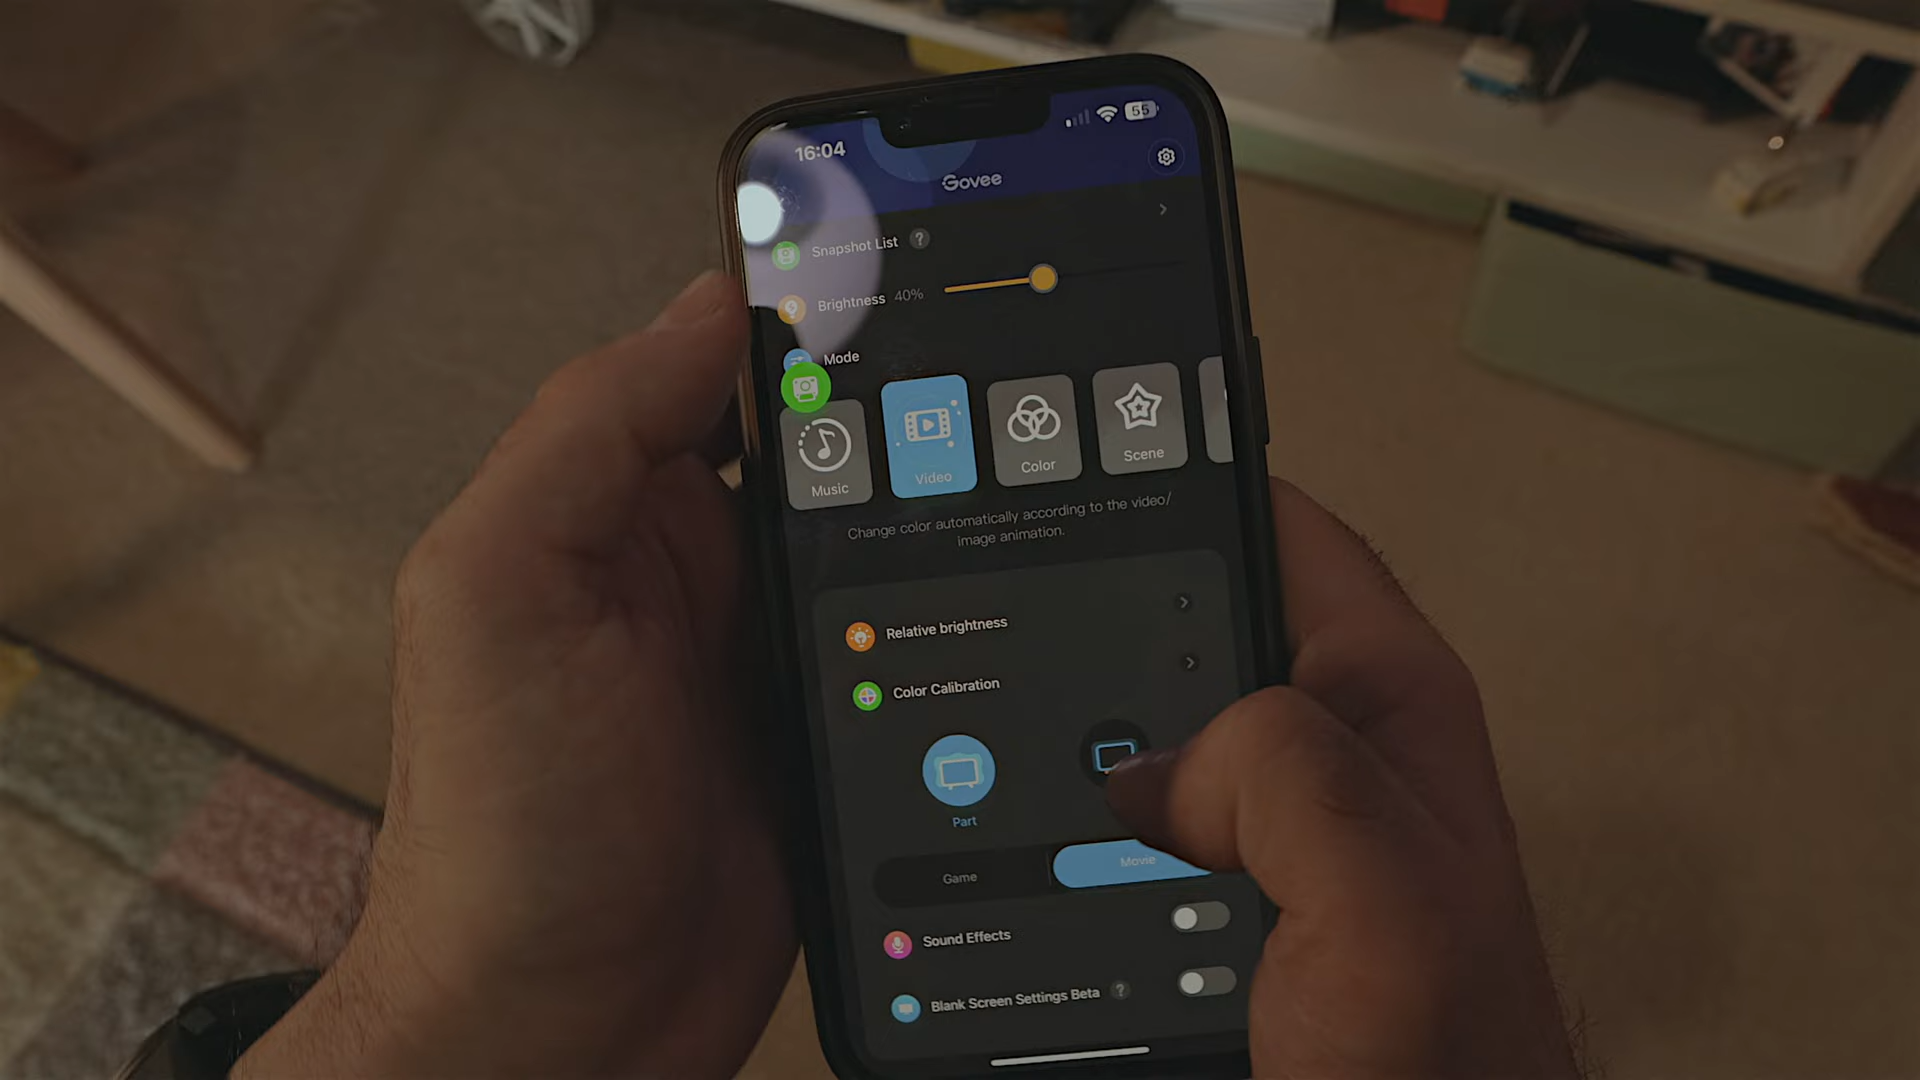 16:04
55
Govee
Snapshot List ?
Brightness 40%
Mode
Music
Video
Color
Scene
Change color automatically according to the video/
image animation.
Relative brightness
Color Calibration
Part
Game
Movie
Sound Effects
Blank Screen Settings Beta ?